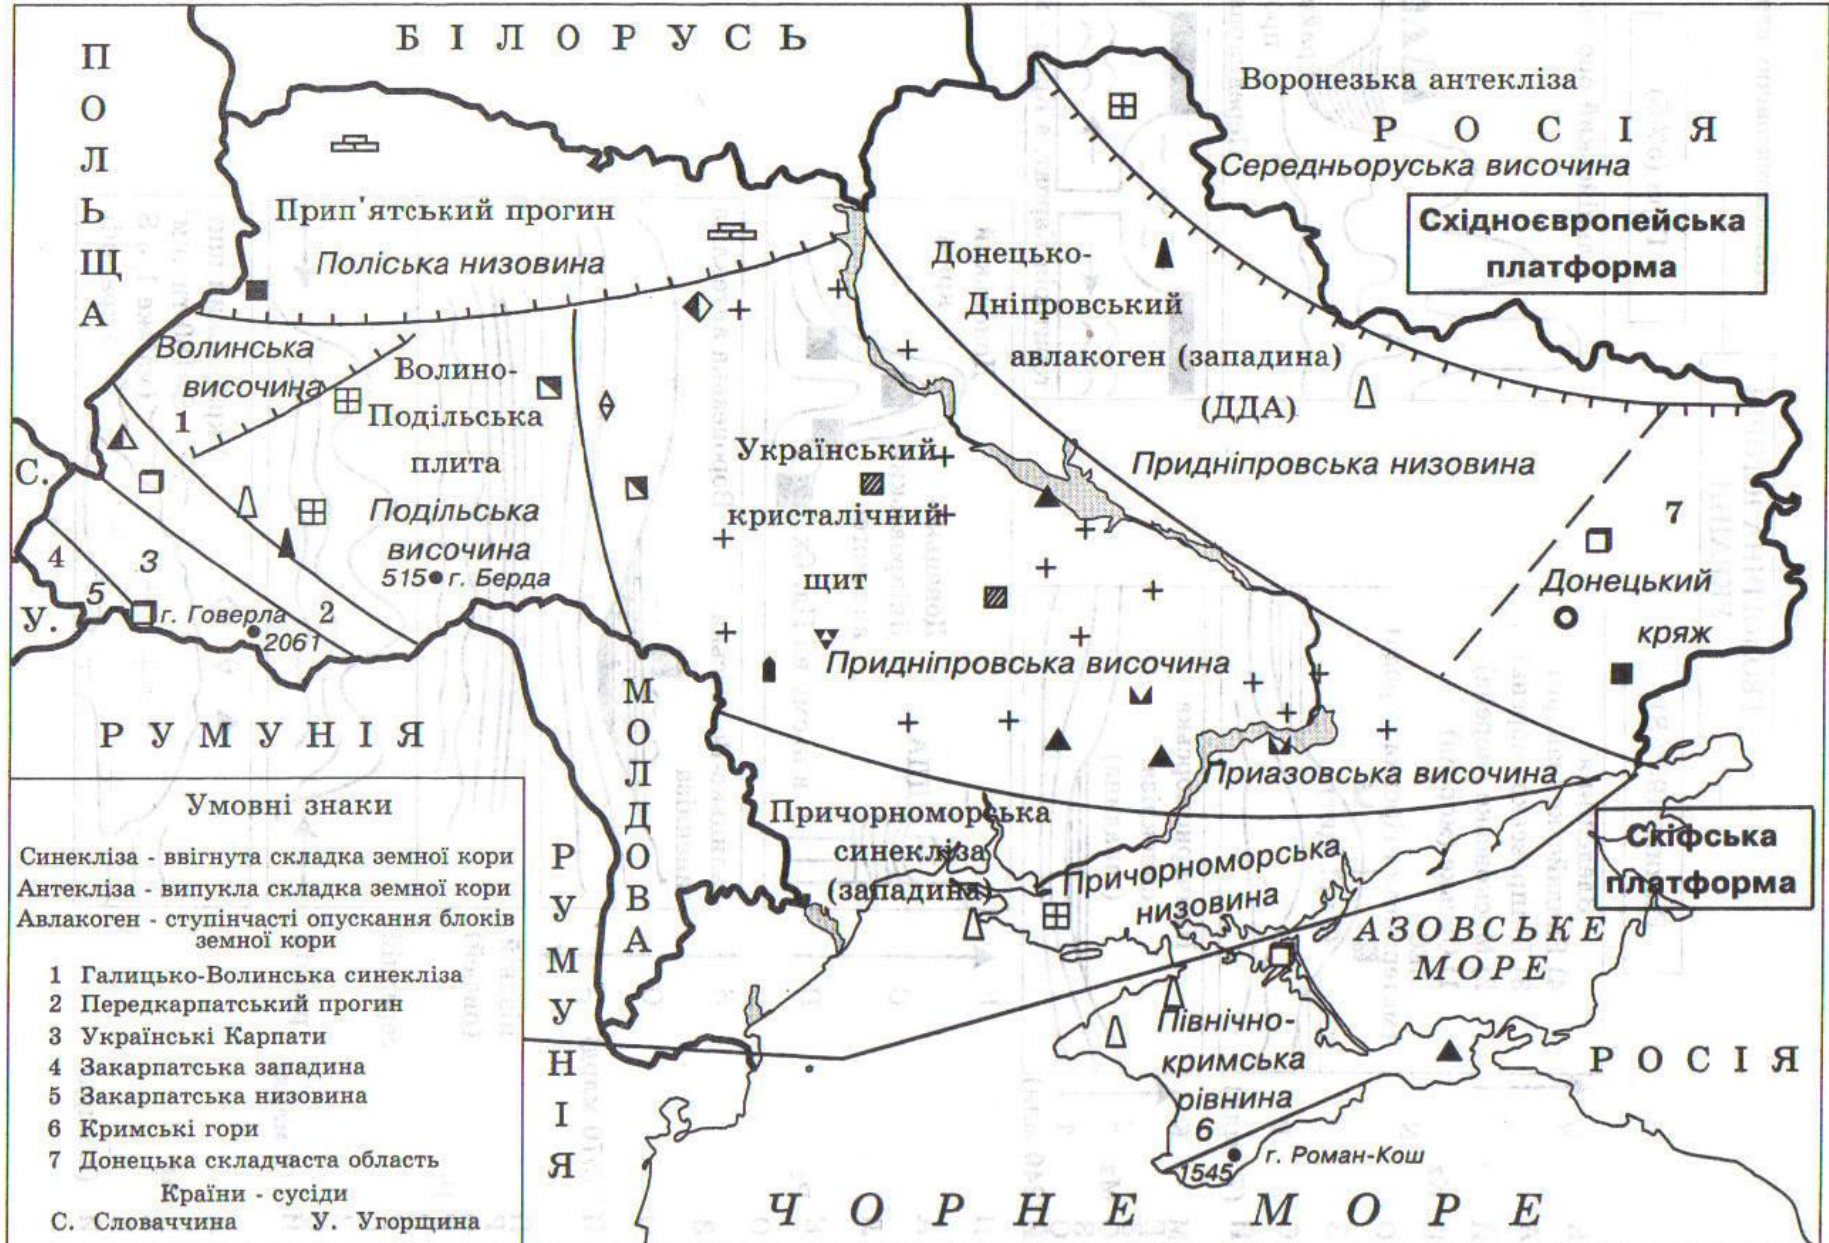 БІЛОРУСЬ
ПОЛЬЩА
Воронезька антекліза
РОСІЯ
Середньоруська височина
Східноєвропейська
платформа
Прип'ятський прогин
Поліська низовина
Донецько-
Дніпровський
авлакоген (западина)
(ДДА)
Придніпровська низовина
Волинська
височина
1
Волино-
Подільська
плита
Подільська
височина
515 г. Берда
Український
кристалічний
щит
Придніпровська височина
7
Донецький
кряж
С.
4
3
5
У.
г. Говерла
2061
2
РУМУНІЯ
МОЛДОВА
РУМУНІЯ
Приазовська височина
Причорноморська
синекліза
(западина)
Причорноморська
низовина
Скіфська
платформа
АЗОВСЬКЕ
МОРЕ
Північно-
кримська
рівнина
6
1545
г. Роман-Кош
РОСІЯ
ЧОРНЕ МОРЕ
Умовні знаки
Синекліза - ввігнута складка земної кори
Антекліза - випукла складка земної кори
Авлакоген - ступінчасті опускання блоків
земної кори
1 Галицько-Волинська синекліза
2 Передкарпатський прогин
3 Українські Карпати
4 Закарпатська западина
5 Закарпатська низовина
6 Кримські гори
7 Донецька складчаста область
Країни - сусіди
С. Словаччина У. Угорщина